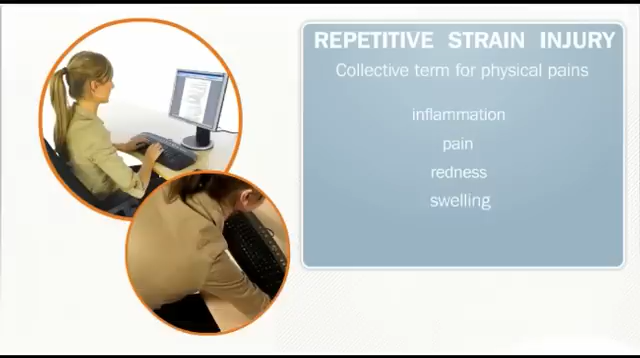 REPETITIVE STRAIN INJURY
Collective term for physical pains
inflammation
pain
redness
swelling